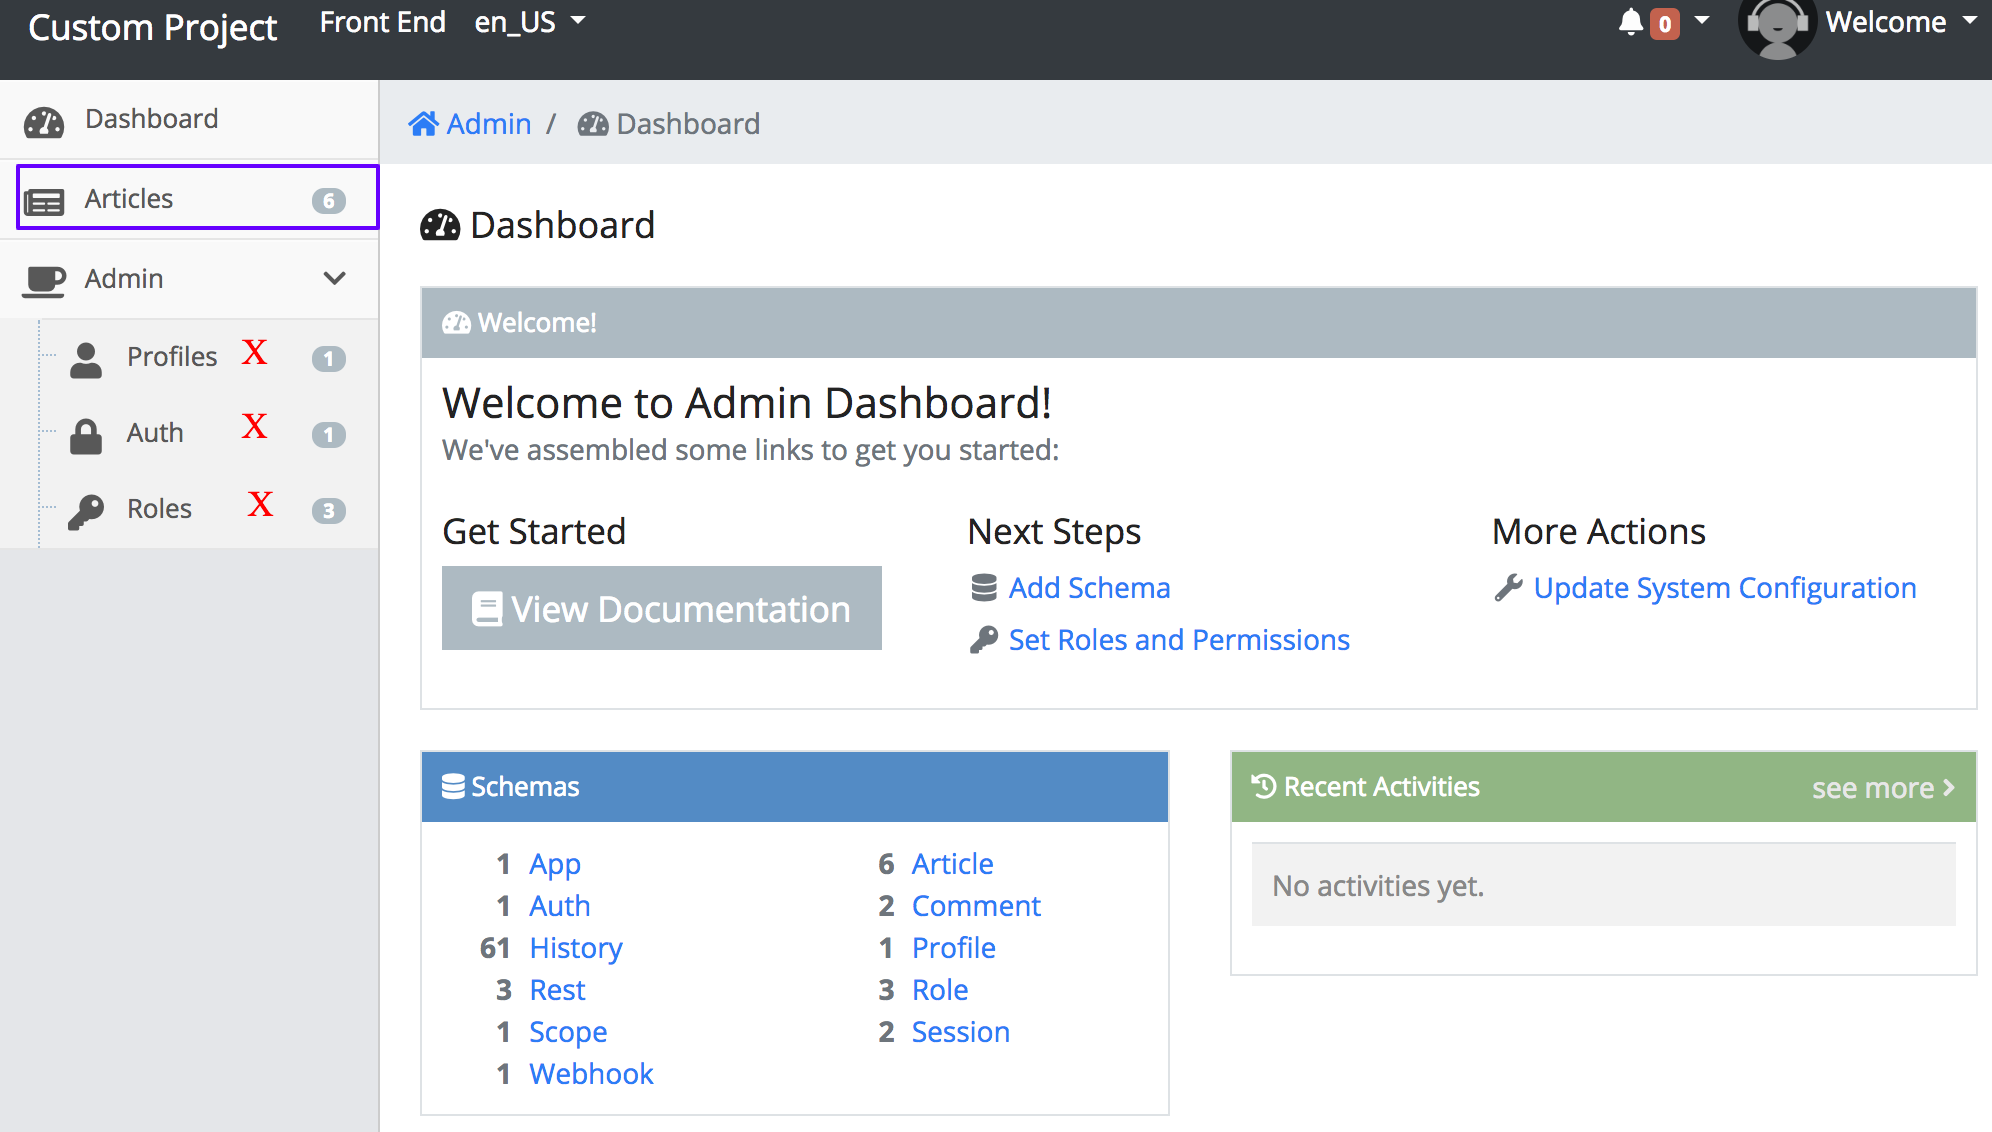 Custom Project Front End en_US 0 Welcome
Dashboard
Articles 6
Admin
Profiles X 1
Auth X 1
Roles X 3
Admin / Dashboard
Dashboard
Welcome!
Welcome to Admin Dashboard!
We've assembled some links to get you started:
Get Started
View Documentation
Next Steps
Add Schema
Set Roles and Permissions
More Actions
Update System Configuration
Schemas
1 App
1 Auth
61 History
3 Rest
1 Scope
1 Webhook
6 Article
2 Comment
1 Profile
3 Role
2 Session
Recent Activities see more
No activities yet.